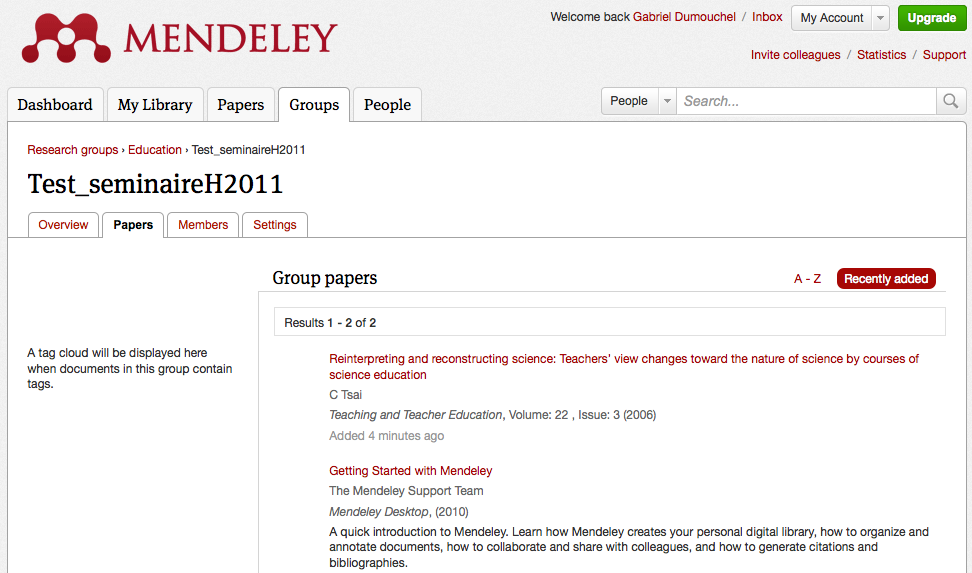 MENDELEY
Welcome back Gabriel Dumouchel / Inbox
My Account
Upgrade
Invite colleagues / Statistics / Support
Dashboard
My Library
Papers
Groups
People
People
Search...
Research groups › Education › Test_seminaireH2011
Test_seminaireH2011
Overview
Papers
Members
Settings
Group papers
A - Z
Recently added
Results 1 - 2 of 2
A tag cloud will be displayed here
when documents in this group contain
tags.
Reinterpreting and reconstructing science: Teachers' view changes toward the nature of science by courses of
science education
C Tsai
Teaching and Teacher Education, Volume: 22 , Issue: 3 (2006)
Added 4 minutes ago
Getting Started with Mendeley
The Mendeley Support Team
Mendeley Desktop, (2010)
A quick introduction to Mendeley. Learn how Mendeley creates your personal digital library, how to organize and
annotate documents, how to collaborate and share with colleagues, and how to generate citations and
bibliographies.